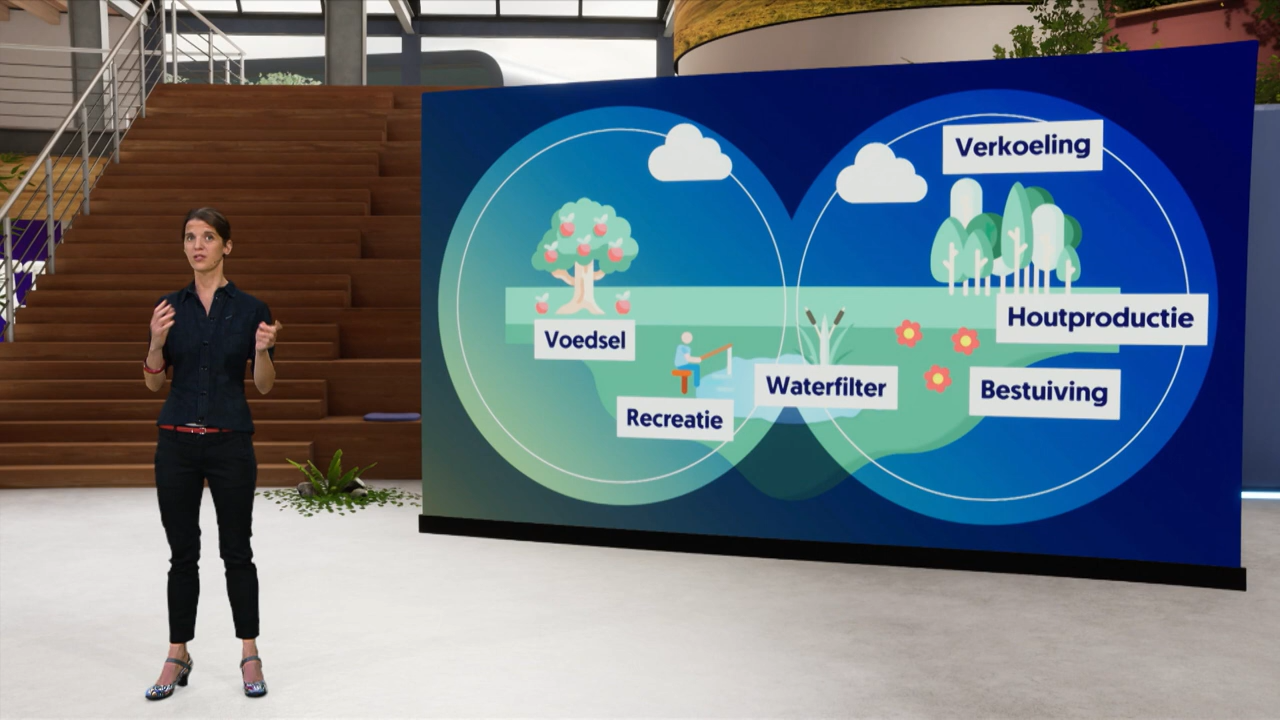 Verkoeling
Voedsel
Houtproductie
Recreatie
Waterfilter
Bestuiving